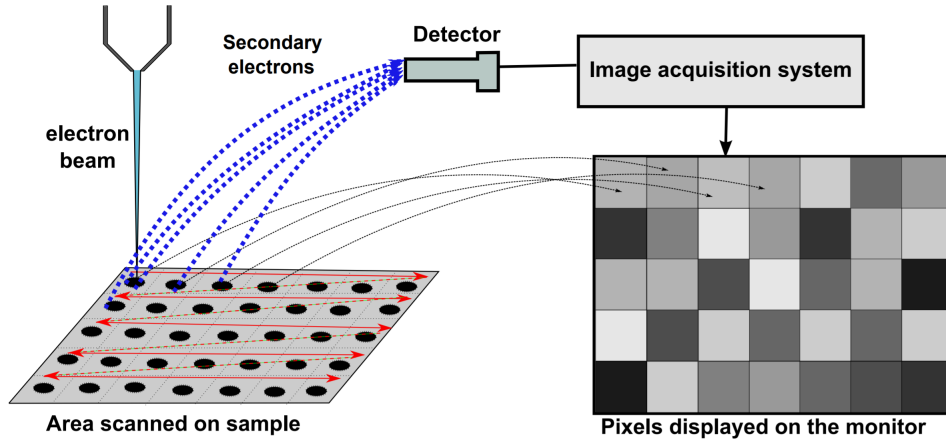 Secondary
electrons
Detector
Image acquisition system
electron
beam
Area scanned on sample
Pixels displayed on the monitor